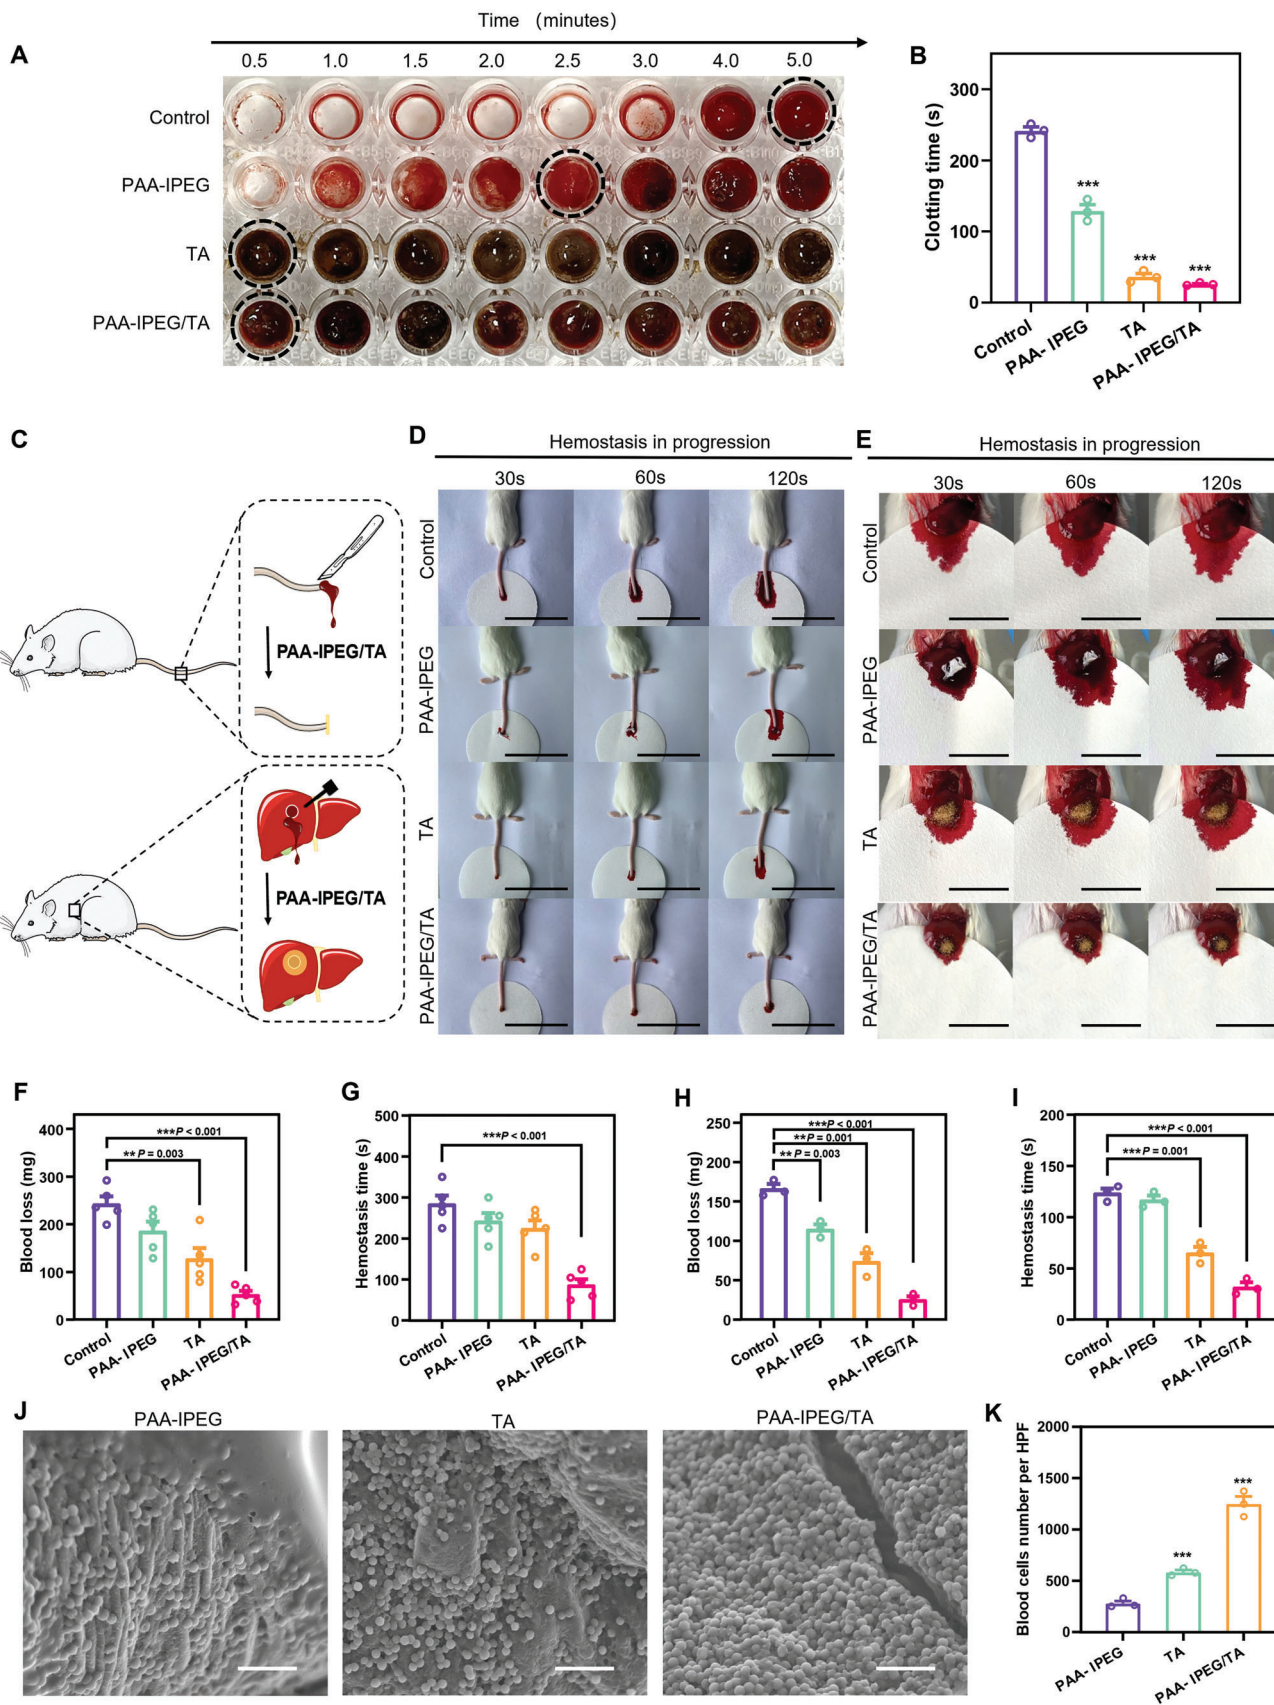 Time (minutes)
A
0.5 1.0 1.5 2.0 2.5 3.0 4.0 5.0
Control
PAA-IPEG
TA
PAA-IPEG/TA
B
Clotting time (s)
300
200
100
0
***
***
***
Control
PAA- IPEG
TA
PAA- IPEG/TA
C
PAA-IPEG/TA
PAA-IPEG/TA
D
Hemostasis in progression
30s 60s 120s
Control
PAA-IPEG
TA
PAA-IPEG/TA
E
Hemostasis in progression
30s 60s 120s
Control
PAA-IPEG
TA
PAA-IPEG/TA
F
Blood loss (mg)
400
300
200
100
0
***P < 0.001
** P = 0.003
Control
PAA- IPEG
TA
PAA- IPEG/TA
G
Hemostasis time (s)
500
400
300
200
100
0
***P < 0.001
Control
PAA- IPEG
TA
PAA- IPEG/TA
H
Blood loss (mg)
250
200
150
100
50
0
***P < 0.001
**P = 0.001
** P = 0.003
Control
PAA- IPEG
TA
PAA- IPEG/TA
I
Hemostasis time (s)
200
150
100
50
0
***P < 0.001
***P = 0.001
Control
PAA- IPEG
TA
PAA- IPEG/TA
J
PAA-IPEG
TA
PAA-IPEG/TA
K
Blood cells number per HPF
2000
1500
1000
500
0
***
***
PAA- IPEG
TA
PAA- IPEG/TA